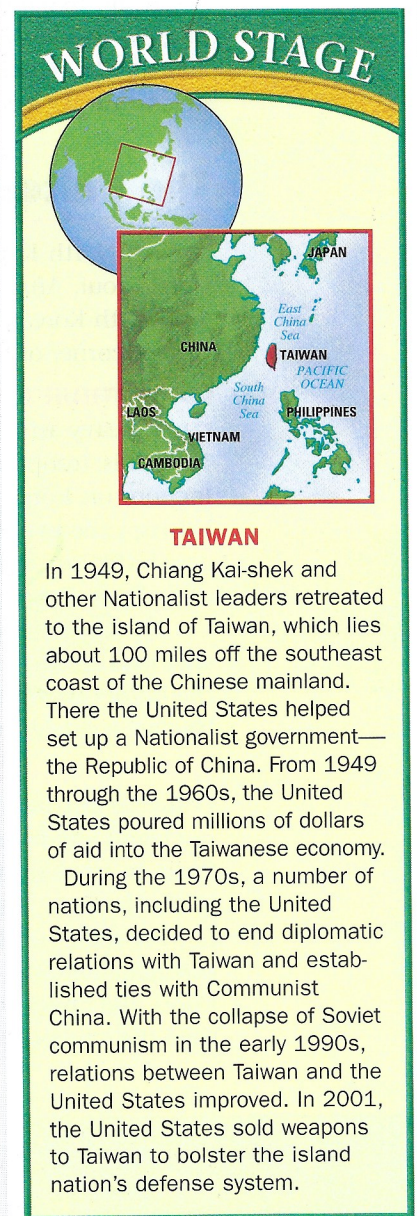 WORLD STAGE
JAPAN
East
China
Sea
CHINA
TAIWAN
PACIFIC
OCEAN
South
China
Sea
LAOS
PHILIPPINES
VIETNAM
CAMBODIA
TAIWAN
In 1949, Chiang Kai-shek and
other Nationalist leaders retreated
to the island of Taiwan, which lies
about 100 miles off the southeast
coast of the Chinese mainland.
There the United States helped
set up a Nationalist government—
the Republic of China. From 1949
through the 1960s, the United
States poured millions of dollars
of aid into the Taiwanese economy.
During the 1970s, a number of
nations, including the United
States, decided to end diplomatic
relations with Taiwan and estab-
lished ties with Communist
China. With the collapse of Soviet
communism in the early 1990s,
relations between Taiwan and the
United States improved. In 2001,
the United States sold weapons
to Taiwan to bolster the island
nation's defense system.